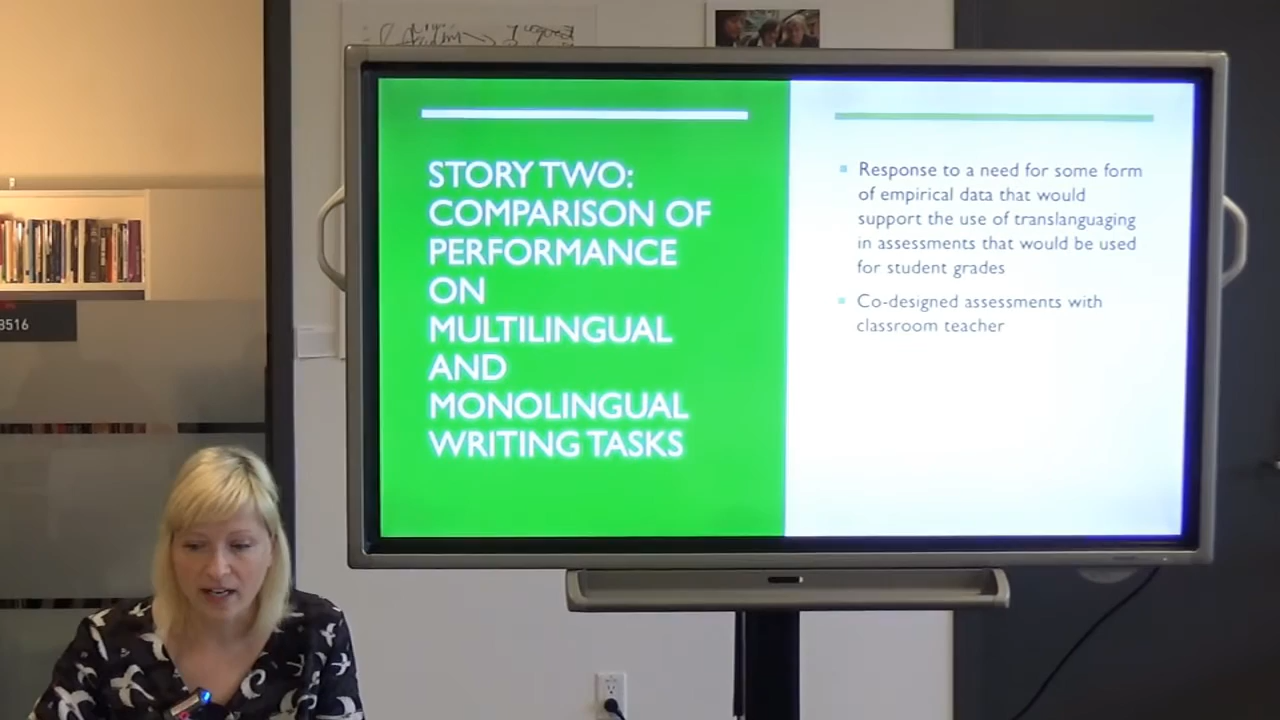 STORY TWO:
COMPARISON OF
PERFORMANCE
ON
MULTILINGUAL
AND
MONOLINGUAL
WRITING TASKS
Response to a need for some form
of empirical data that would
support the use of translanguaging
in assessments that would be used
for student grades
Co-designed assessments with
classroom teacher
8516